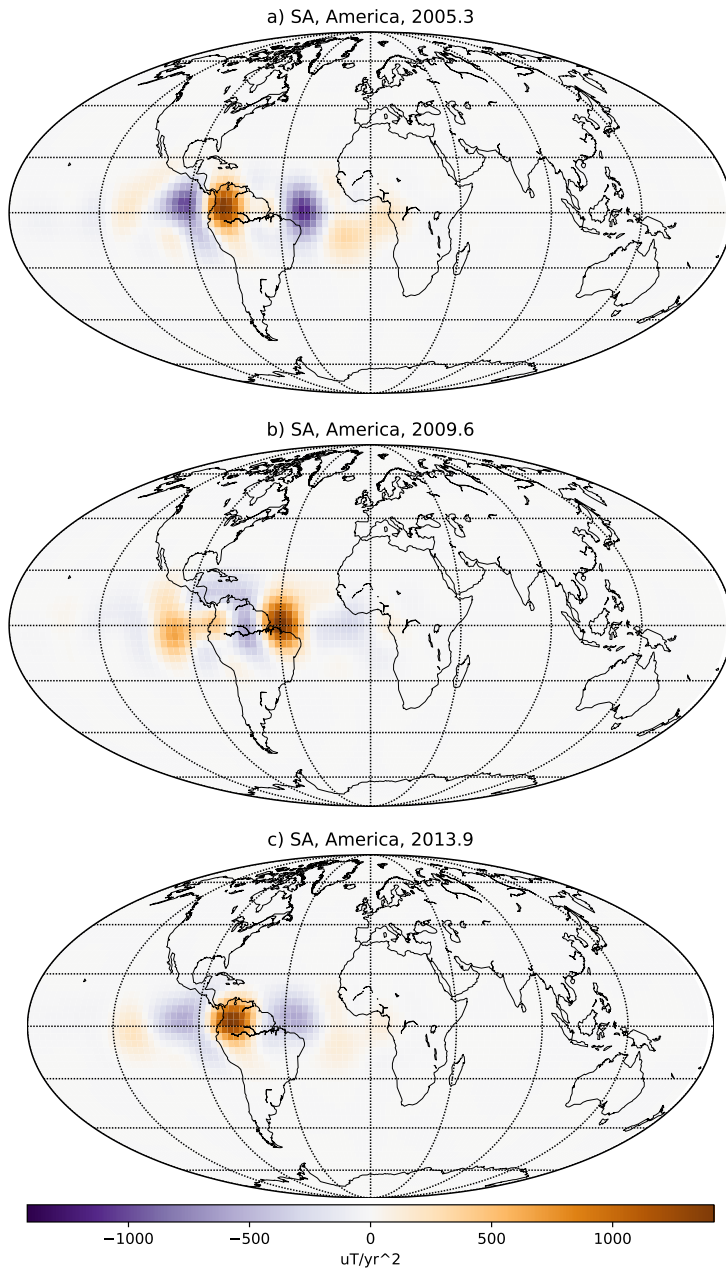 a) SA, America, 2005.3
b) SA, America, 2009.6
c) SA, America, 2013.9
−1000 −500 0 500 1000
uT/yr^2